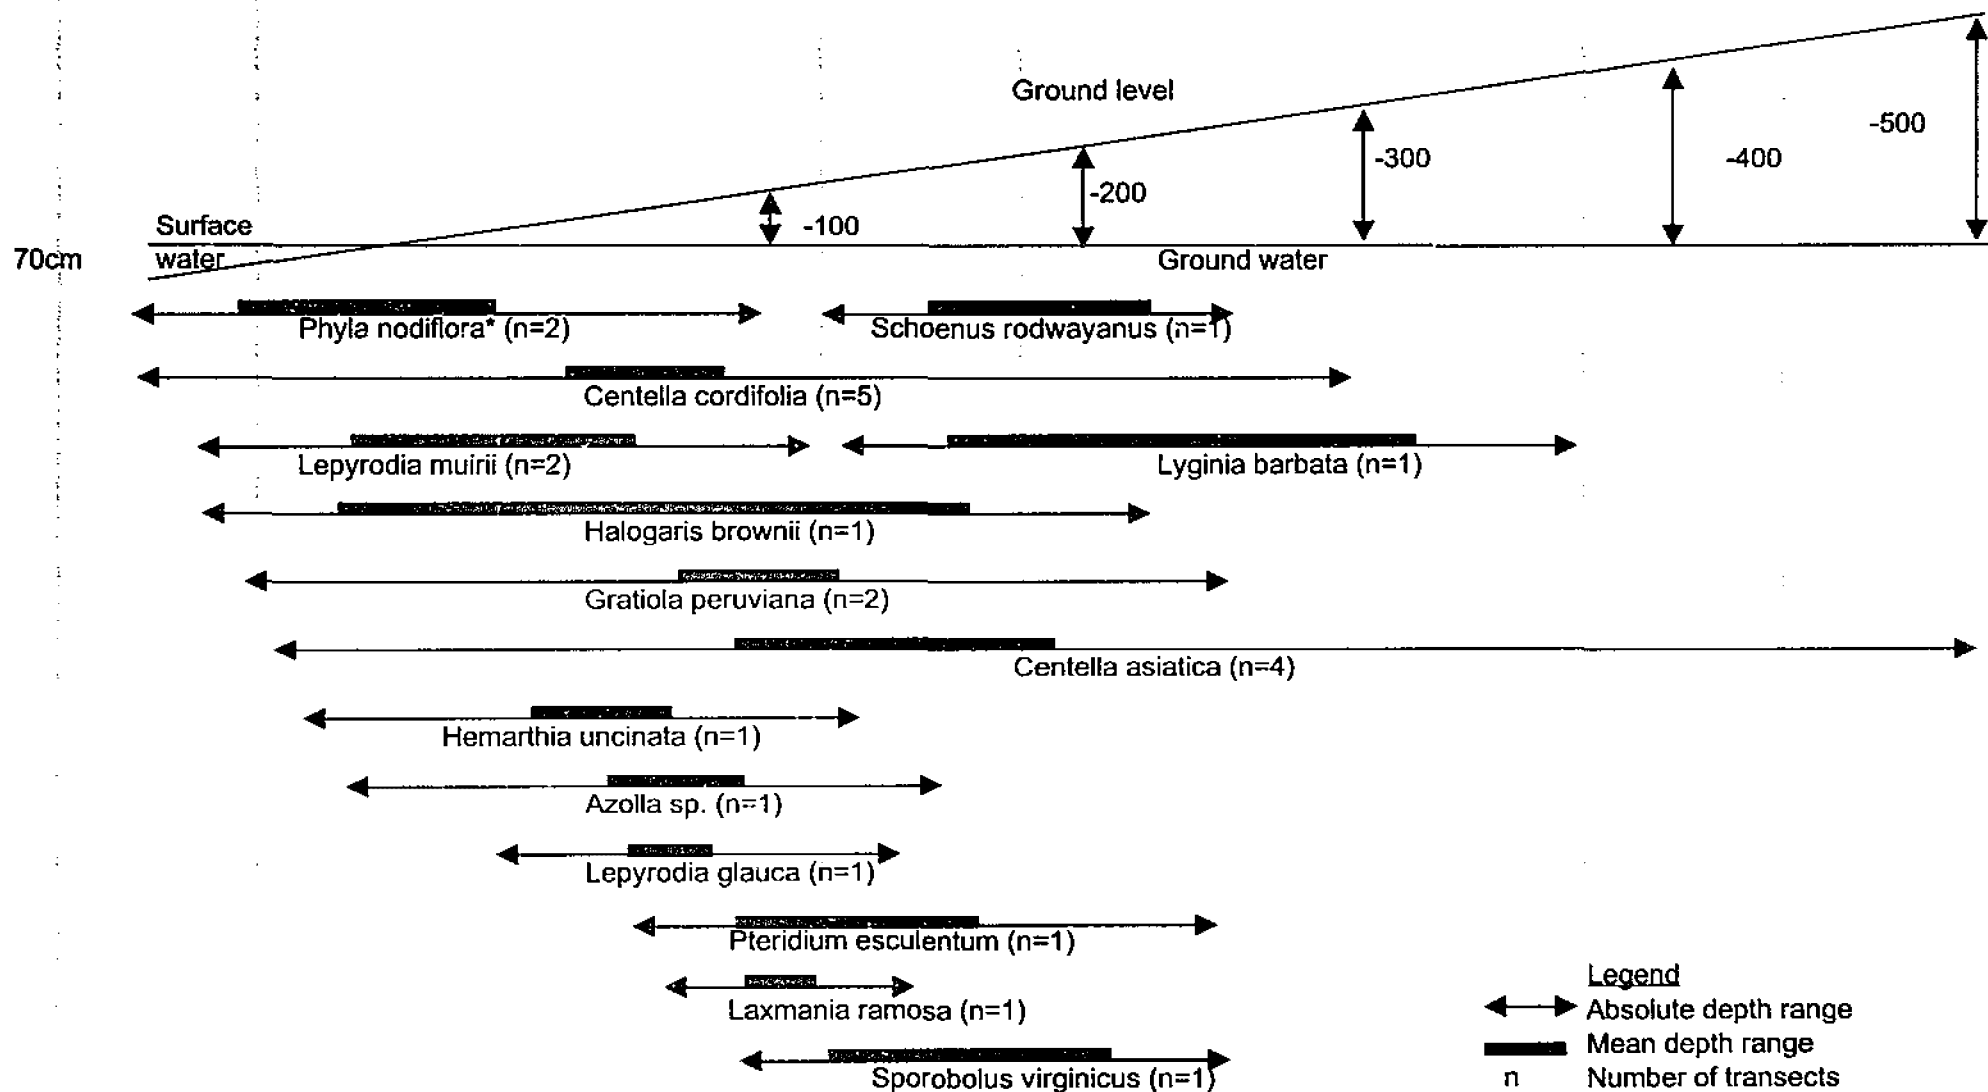 Ground level
-500
-400
-300
-200
-100
Surface
water
70cm
Ground water
Phyla nodiflora* (n=2)
Schoenus rodwayanus (n=1)
Centella cordifolia (n=5)
Lepyrodia muirii (n=2)
Lyginia barbata (n=1)
Halogaris brownii (n=1)
Gratiola peruviana (n=2)
Centella asiatica (n=4)
Hemarthia uncinata (n=1)
Azolla sp. (n=1)
Lepyrodia glauca (n=1)
Pteridium esculentum (n=1)
Laxmania ramosa (n=1)
Sporobolus virginicus (n=1)
Legend
Absolute depth range
Mean depth range
n Number of transects